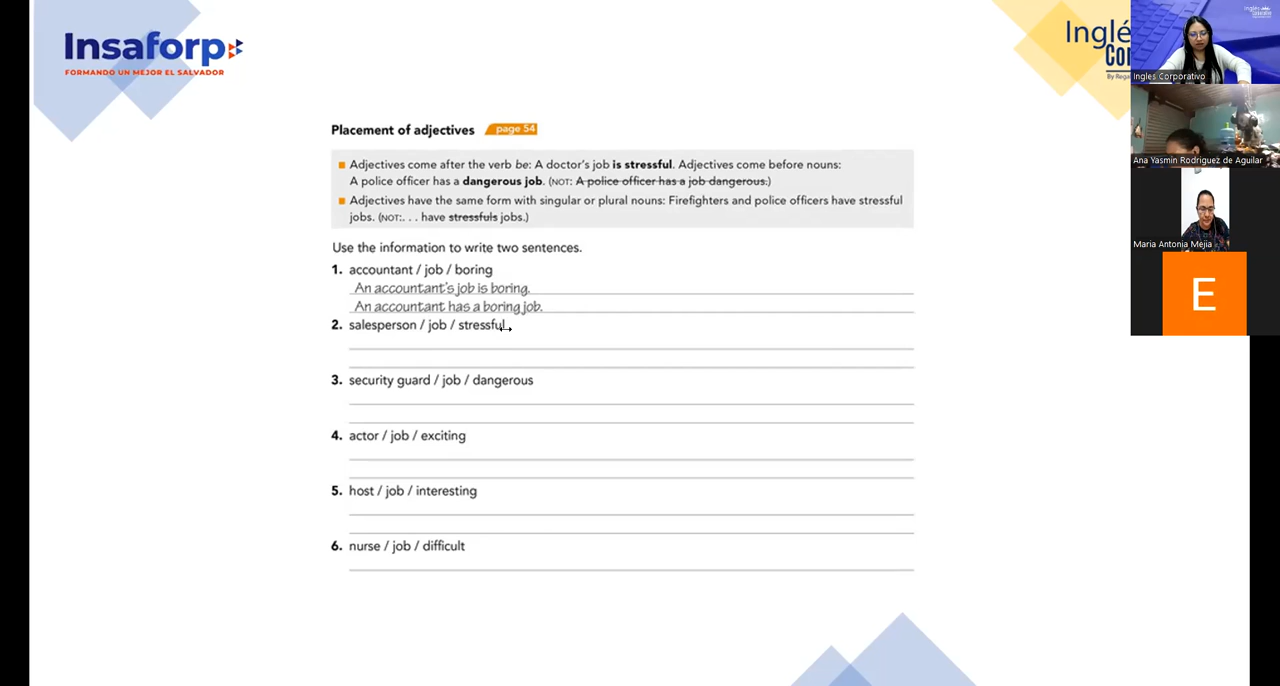 Insaforp
FORMANDO UN MEJOR EL SALVADOR
Placement of adjectives page 54
Adjectives come after the verb be: A doctor's job is stressful. Adjectives come before nouns:
A police officer has a dangerous job. (NOT: A police officer has a job dangerous.)
Adjectives have the same form with singular or plural nouns: Firefighters and police officers have stressful
jobs. (NOT:. . . have stressfuls jobs.)
Use the information to write two sentences.
1. accountant / job / boring
An accountant's job is boring.
An accountant has a boring job.
2. salesperson / job / stressful
3. security guard / job / dangerous
4. actor / job / exciting
5. host / job / interesting
6. nurse / job / difficult
Inglé
Cor
Ingles Corporativo
Ana Yasmin Rodriguez de Aguilar
Maria Antonia Mejia
E